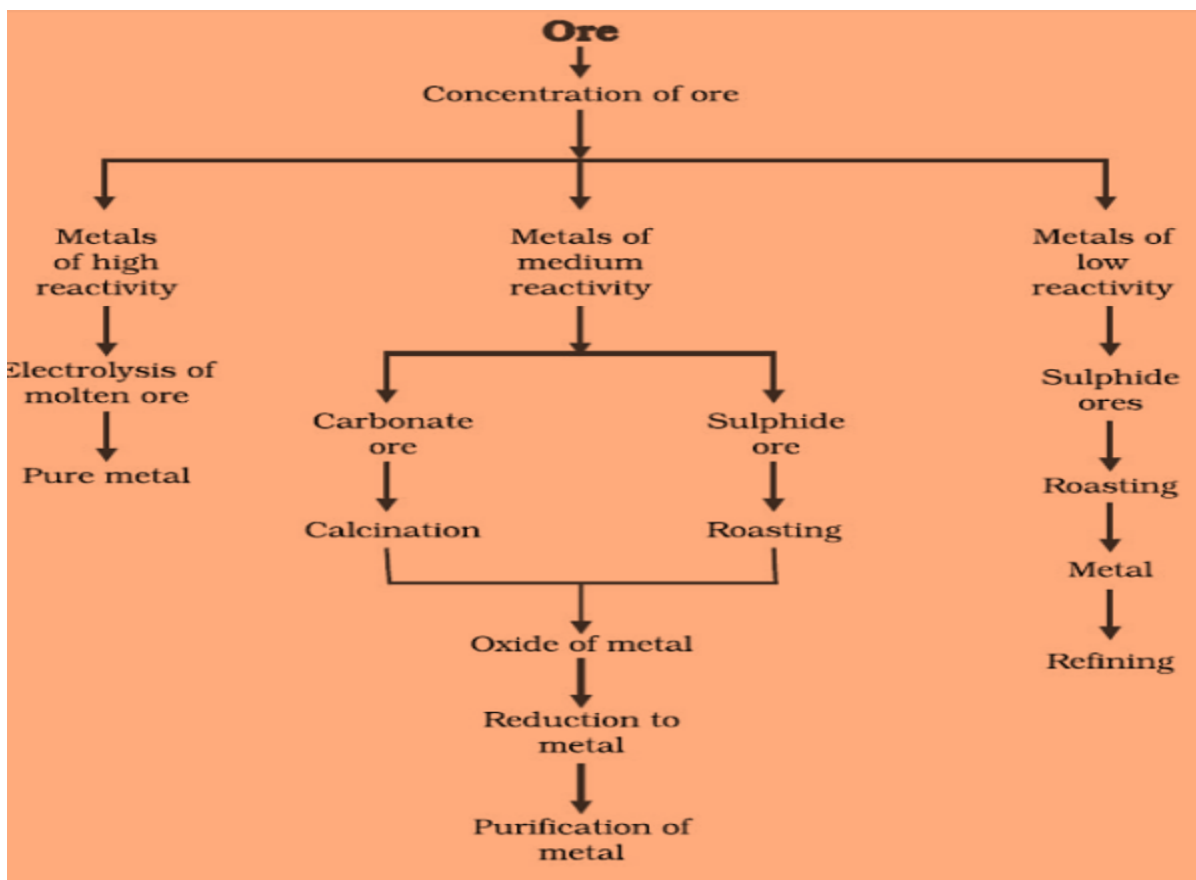 Ore
Concentration of ore
Metals
of high
reactivity
Metals of
medium
reactivity
Metals of
low
reactivity
Electrolysis of
molten ore
Pure metal
Carbonate
ore
Calcination
Sulphide
ore
Roasting
Sulphide
ores
Roasting
Metal
Refining
Oxide of metal
Reduction to
metal
Purification of
metal